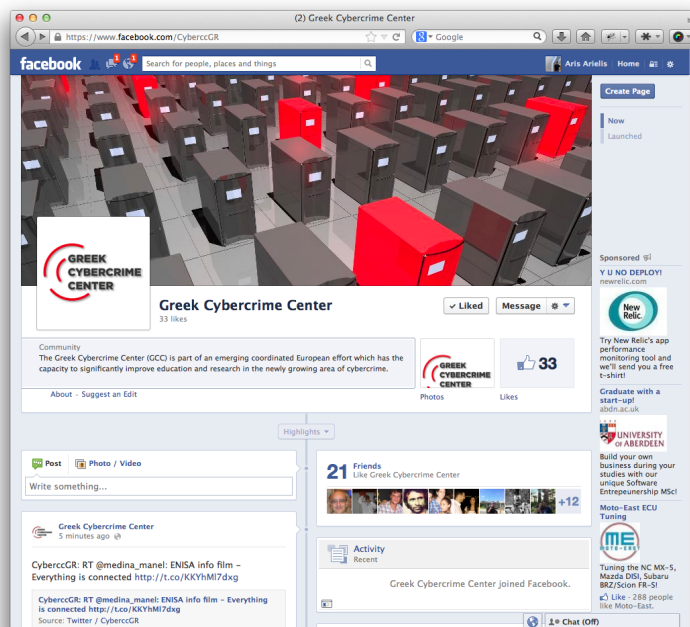 (2) Greek Cybercrime Center
https://www.facebook.com/CyberccGR
Google
facebook
1
1
Search for people, places and things
Aris Arielis
Home
Create Page
Now
Launched
GREEK
CYBERCRIME
CENTER
Greek Cybercrime Center
33 likes
Liked
Message
Community
The Greek Cybercrime Center (GCC) is part of an emerging coordinated European effort which has the
capacity to significantly improve education and research in the newly growing area of cybercrime.
About - Suggest an Edit
GREEK
CYBERCRIME
CENTER
Photos
33
Likes
Highlights
Post
Photo / Video
Write something...
Greek Cybercrime Center
5 minutes ago
CyberccGR: RT @medina_manel: ENISA info film –
Everything is connected http://t.co/KKYhMl7dxg
CyberccGR: RT @medina_manel: ENISA info film – Everything
is connected http://t.co/KKYhMl7dxg
Source: Twitter / CyberccGR
21
Friends
Like Greek Cybercrime Center
+12
Activity
Recent
Greek Cybercrime Center joined Facebook.
Sponsored
Y U NO DEPLOY!
newrelic.com
New
Relic.
Try New Relic's app
performance
monitoring tool and
we'll send you a free
t-shirt!
Graduate with a
start-up!
abdn.ac.uk
UNIVERSITY
OF ABERDEEN
Build your own
business during your
studies with our
unique Software
Entrepeunership MSc!
Moto-East ECU
Tuning
ME
MOTO-EAST
Tuning the NC MX-5,
Mazda DISI, Subaru
BRZ/Scion FR-S!
Like · 288 people
like Moto-East.
Chat (Off)